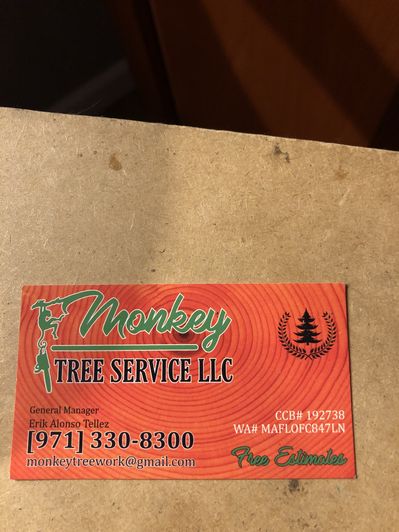 Monkey
TREE SERVICE LLC
General Manager
Erik Alonso Tellez
[971] 330-8300
monkeytreework@gmail.com
CCB# 192738
WA# MAFLOFC847LN
Free Estimates